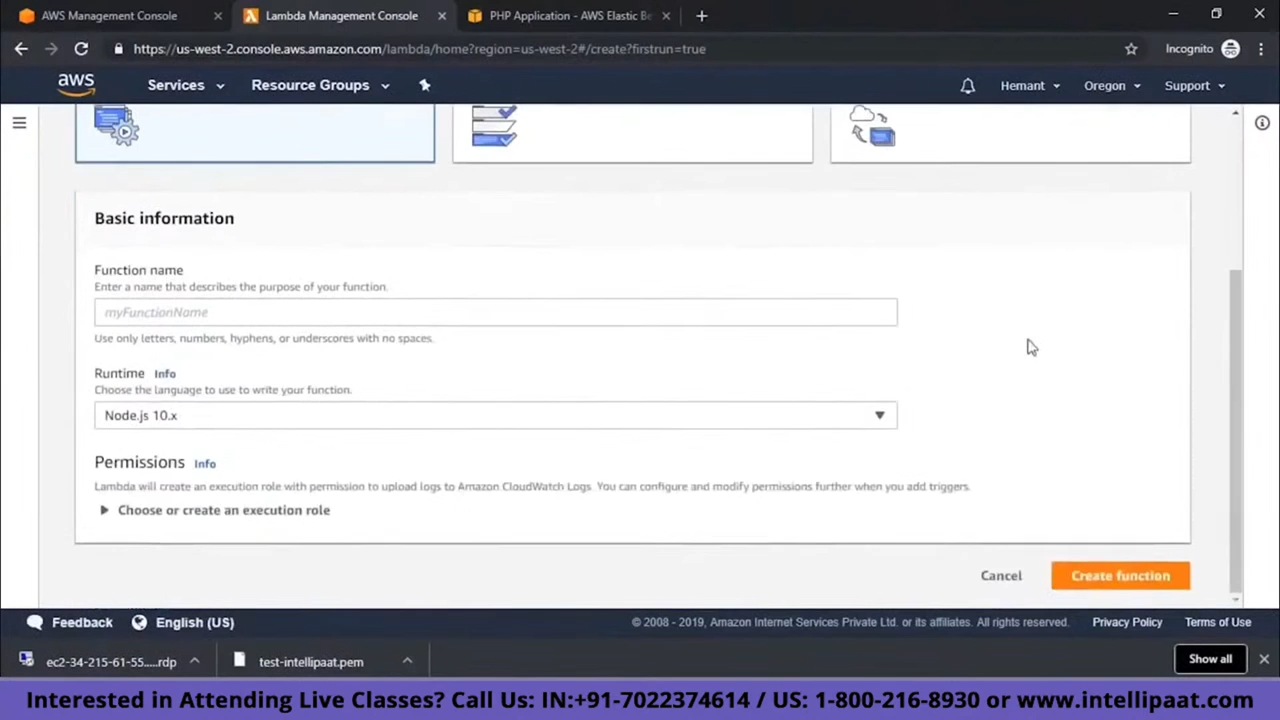 AWS Management Console
Lambda Management Console
PHP Application - AWS Elastic Be
https://us-west-2.console.aws.amazon.com/lambda/home?region=us-west-2#/create?firstrun=true
Incognito
aws
Services
Resource Groups
Hemant
Oregon
Support
Basic information
Function name
Enter a name that describes the purpose of your function.
myFunctionName
Use only letters, numbers, hyphens, or underscores with no spaces.
Runtime Info
Choose the language to use to write your function.
Node.js 10.x
Permissions Info
Lambda will create an execution role with permission to upload logs to Amazon CloudWatch Logs. You can configure and modify permissions further when you add triggers.
Choose or create an execution role
Cancel
Create function
Feedback
English (US)
© 2008 - 2019, Amazon Internet Services Private Ltd. or its affiliates. All rights reserved.
Privacy Policy
Terms of Use
ec2-34-215-61-55.....rdp
test-intellipaat.pem
Show all
Interested in Attending Live Classes? Call Us: IN:+91-7022374614 / US: 1-800-216-8930 or www.intellipaat.com